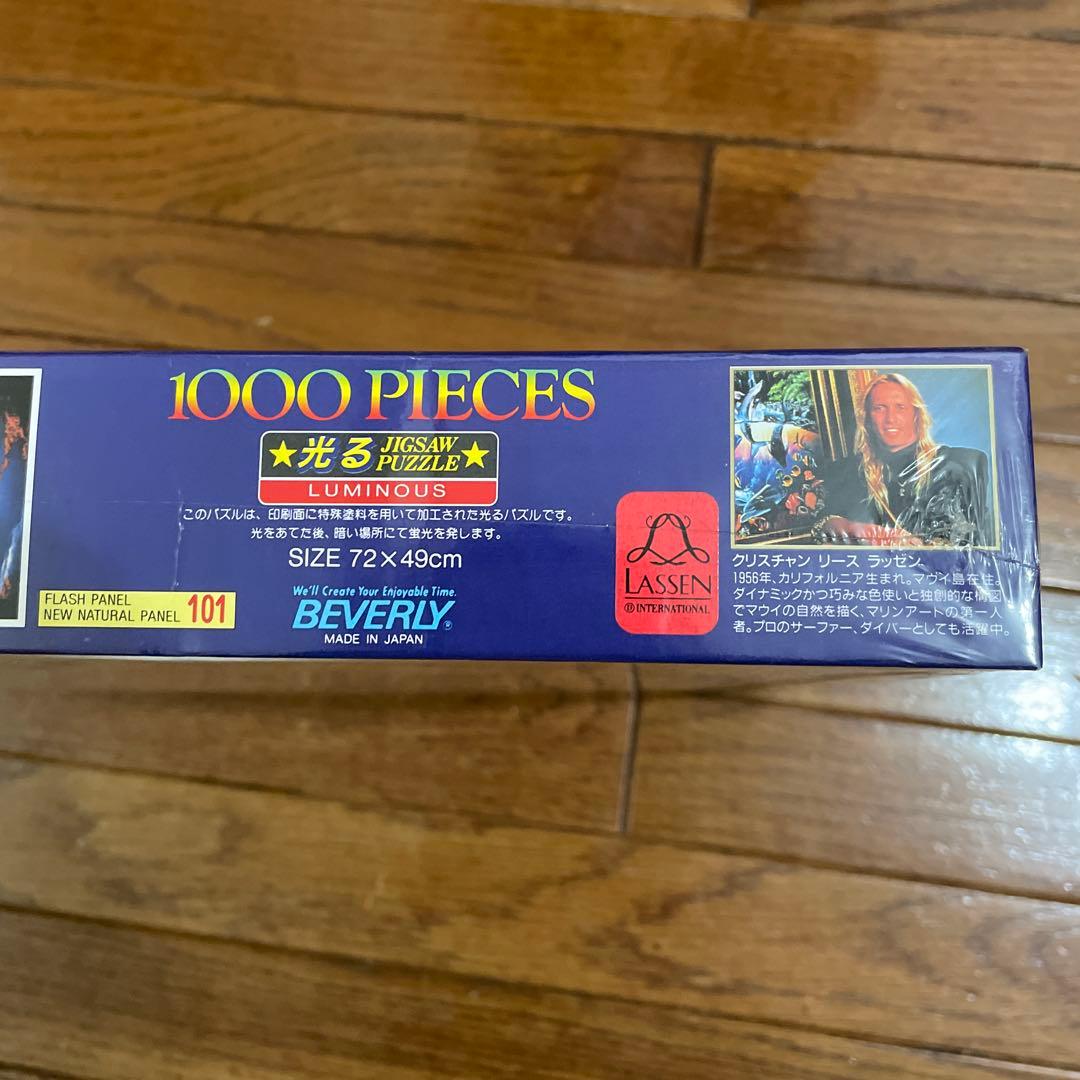 1000 PIECES
★光る JIGSAW PUZZLE★
LUMINOUS
このパズルは、印刷面に特殊塗料を用いて加工された光るパズルです。
光をあてた後、暗い場所にて蛍光を発します。
SIZE 72×49cm
FLASH PANEL
NEW NATURAL PANEL 101
We'll Create Your Enjoyable Time.
BEVERLY®
MADE IN JAPAN
LASSEN
INTERNATIONAL
クリスチャン リース ラッセン
1956年、カリフォルニア生まれ。マウイ島在住。
ダイナミックかつ巧みな色使いと独創的な構図
でマウイの自然を描く、マリンアートの第一人
者。プロのサーファー、ダイバーとしても活躍中。